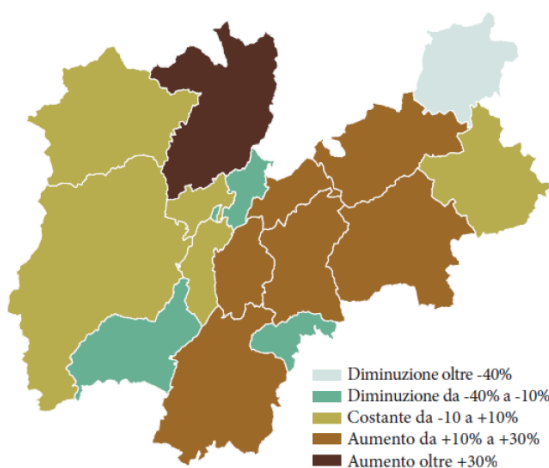 Diminuzione oltre -40%
Diminuzione da -40% a -10%
Costante da -10 a +10%
Aumento da +10% a +30%
Aumento oltre +30%